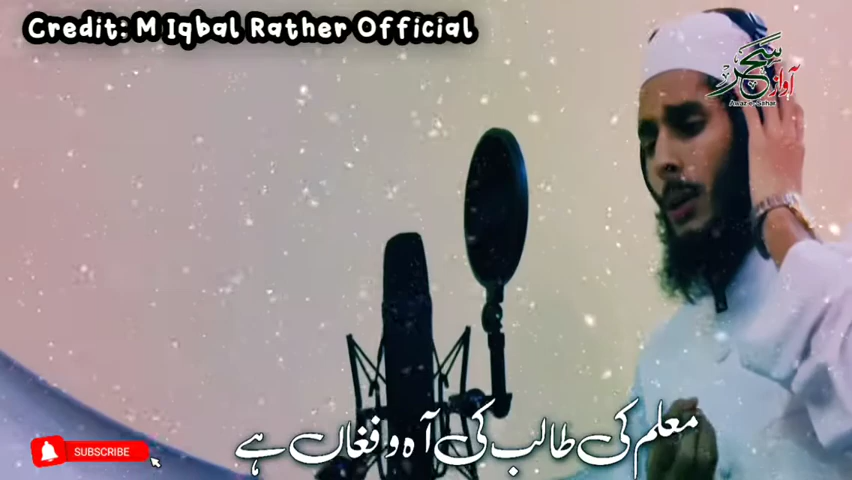 Credit: M Iqbal Rather Official
آوازِ سحر
Awaz e Sahar
معلم کی طالب کی آہ و فغاں ہے
SUBSCRIBE